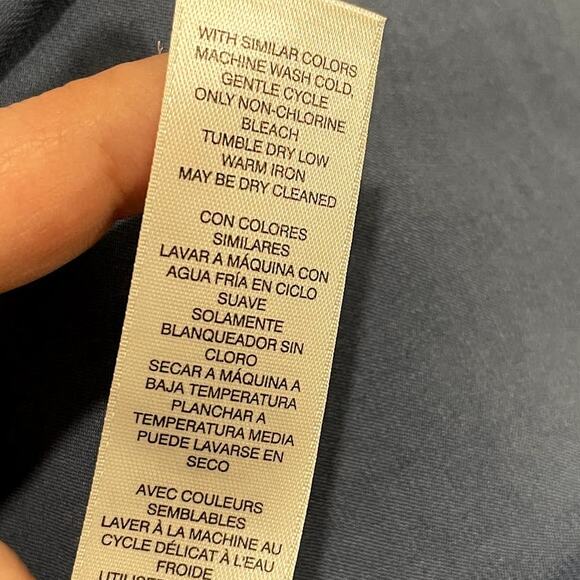 WITH SIMILAR COLORS
MACHINE WASH COLD,
GENTLE CYCLE
ONLY NON-CHLORINE
BLEACH
TUMBLE DRY LOW
WARM IRON
MAY BE DRY CLEANED
CON COLORES
SIMILARES
LAVAR A MÁQUINA CON
AGUA FRÍA EN CICLO
SUAVE
SOLAMENTE
BLANQUEADOR SIN
CLORO
SECAR A MÁQUINA A
BAJA TEMPERATURA
PLANCHAR A
TEMPERATURA MEDIA
PUEDE LAVARSE EN
SECO
AVEC COULEURS
SEMBLABLES
LAVER À LA MACHINE AU
CYCLE DÉLICAT À L'EAU
FROIDE